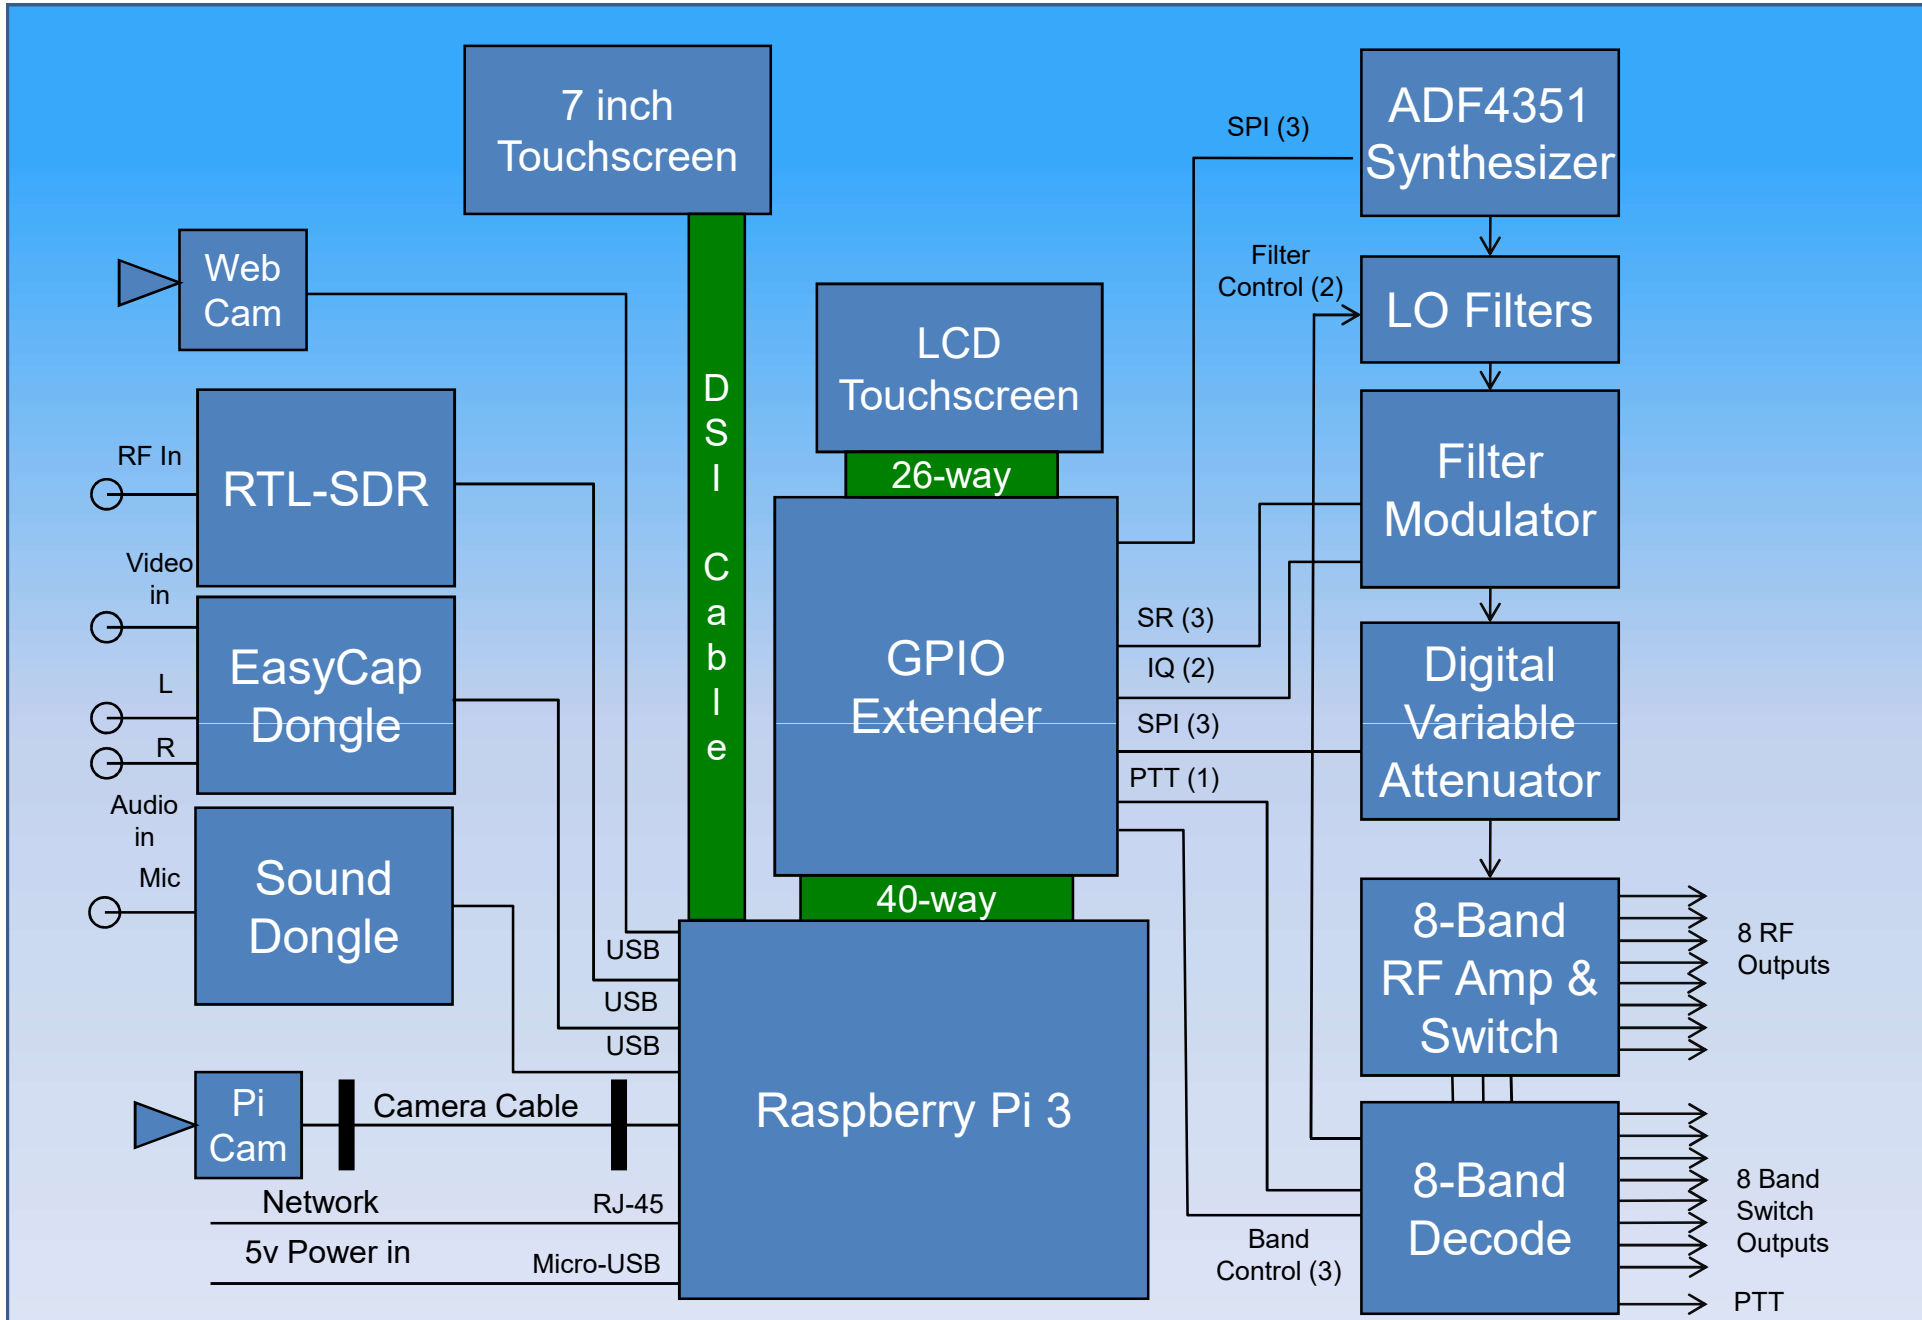 7 inch
Touchscreen
ADF4351
Synthesizer
SPI (3)
Web
Cam
Filter
Control (2)
LO Filters
LCD
Touchscreen
DSI Cable
RF In
RTL-SDR
26-way
Filter
Modulator
Video
in
EasyCap
Dongle
L
R
GPIO
Extender
SR (3)
IQ (2)
SPI (3)
PTT (1)
Digital
Variable
Attenuator
Audio
in
Mic
Sound
Dongle
40-way
8-Band
RF Amp &
Switch
8 RF
Outputs
USB
USB
USB
Pi
Cam
Camera Cable
Raspberry Pi 3
Network
RJ-45
5v Power in
Micro-USB
Band
Control (3)
8-Band
Decode
8 Band
Switch
Outputs
PTT